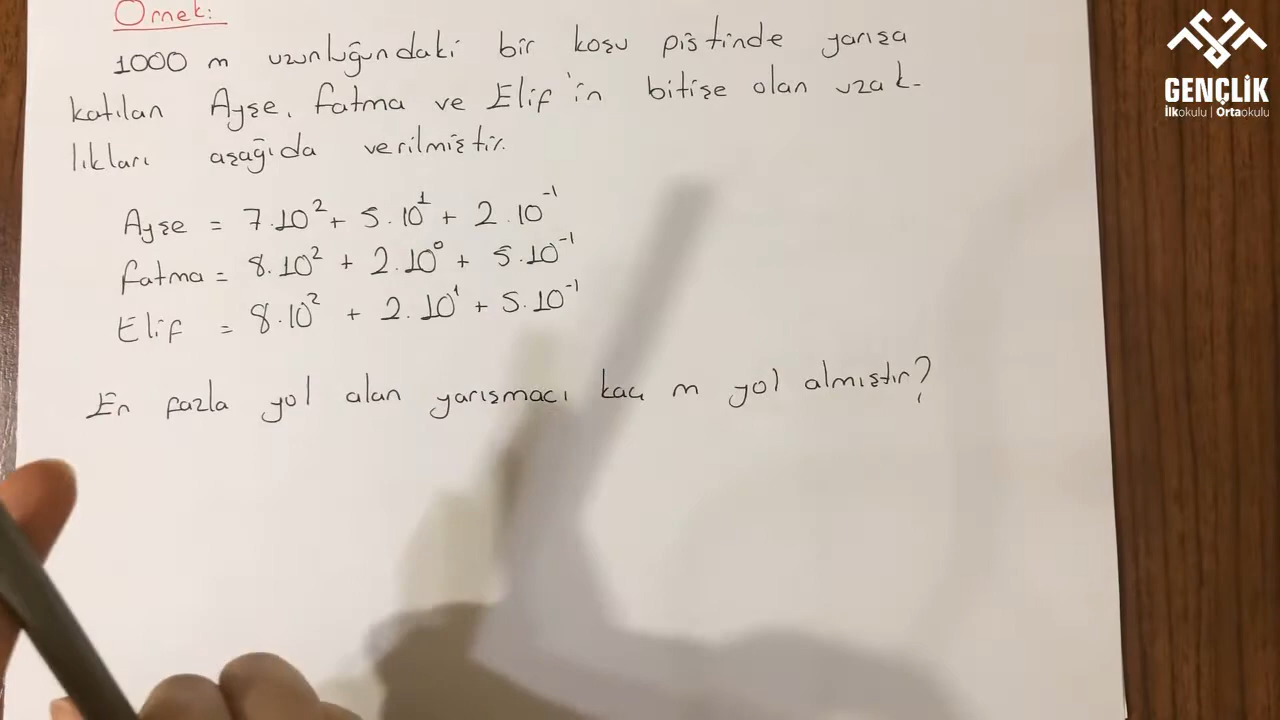 Örnek:
1000 m uzunluğundaki bir koşu pistinde yarışa
katılan Ayşe, Fatma ve Elif'in bitişe olan uzak-
lıkları aşağıda verilmiştir.
Ayşe = 7.10² + 5.10¹ + 2.10⁻¹
Fatma = 8.10² + 2.10⁰ + 5.10⁻¹
Elif = 8.10² + 2.10¹ + 5.10⁻¹
En fazla yol alan yarışmacı kaç m yol almıştır?
GENÇLİK
İlkokulu | Ortaokulu